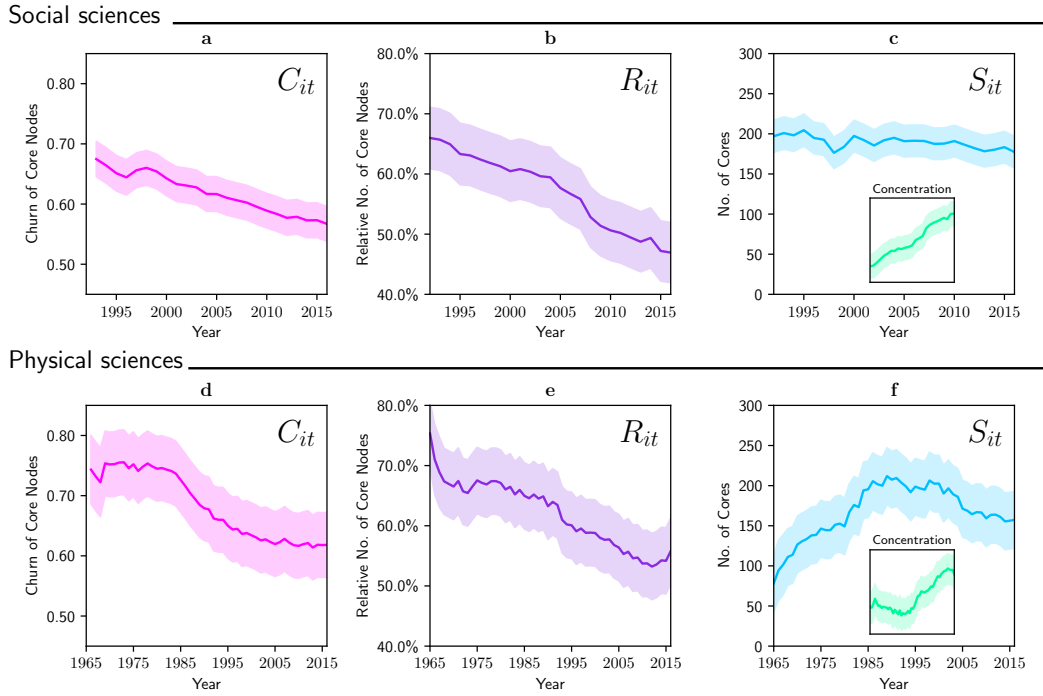 Social sciences
a
b
c
Churn of Core Nodes
0.80
0.70
0.60
0.50
C_it
1995
2000
2005
2010
2015
Year
Relative No. of Core Nodes
80.0%
70.0%
60.0%
50.0%
40.0%
R_it
1995
2000
2005
2010
2015
Year
No. of Cores
300
250
200
150
100
50
0
S_it
Concentration
1995
2000
2005
2010
2015
Year
Physical sciences
d
e
f
Churn of Core Nodes
0.80
0.70
0.60
0.50
C_it
1965
1975
1985
1995
2005
2015
Year
Relative No. of Core Nodes
80.0%
70.0%
60.0%
50.0%
40.0%
R_it
1965
1975
1985
1995
2005
2015
Year
No. of Cores
300
250
200
150
100
50
0
S_it
Concentration
1965
1975
1985
1995
2005
2015
Year